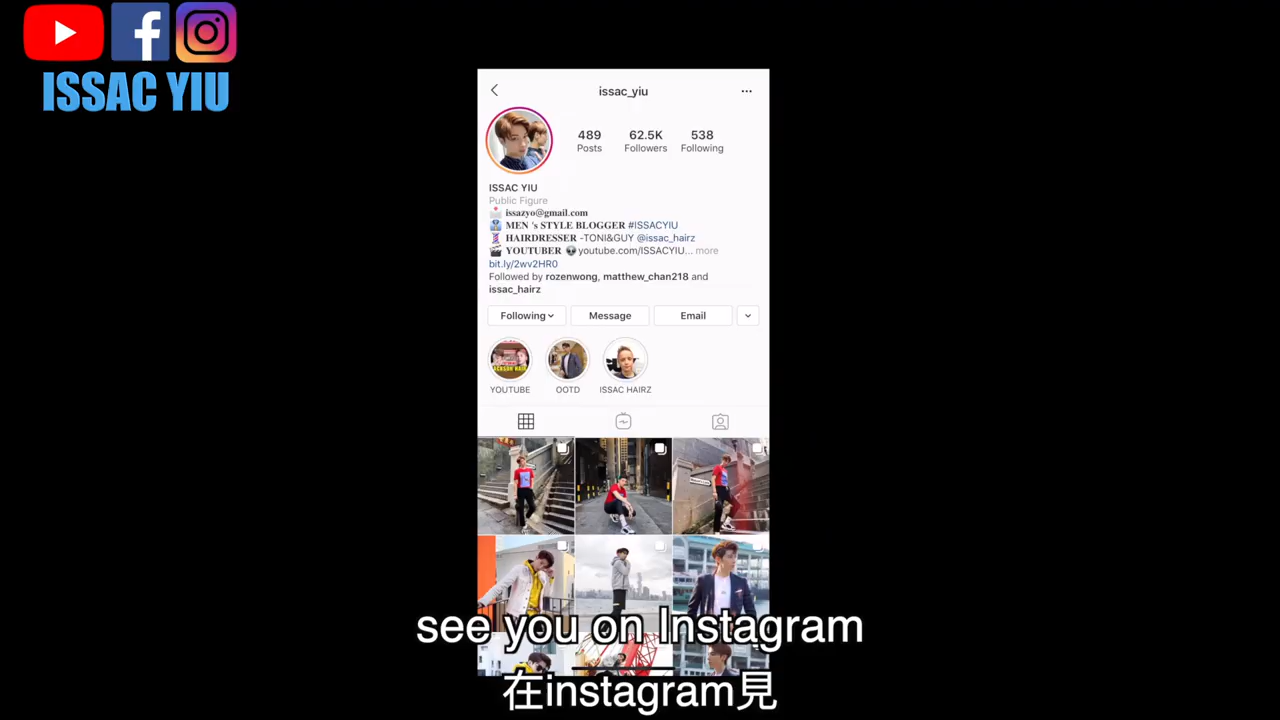 ISSAC YIU
issac_yiu
489 62.5K 538
Posts Followers Following
ISSAC YIU
Public Figure
issazyo@gmail.com
MEN 's STYLE BLOGGER #ISSACYIU
HAIRDRESSER -TONI&GUY @issac_hairz
YOUTUBER youtube.com/ISSACYIU... more
bit.ly/2wv2HR0
Followed by rozenwong, matthew_chan218 and
issac_hairz
Following Message Email
YOUTUBE OOTD ISSAC HAIRZ
see you on Instagram
在instagram見